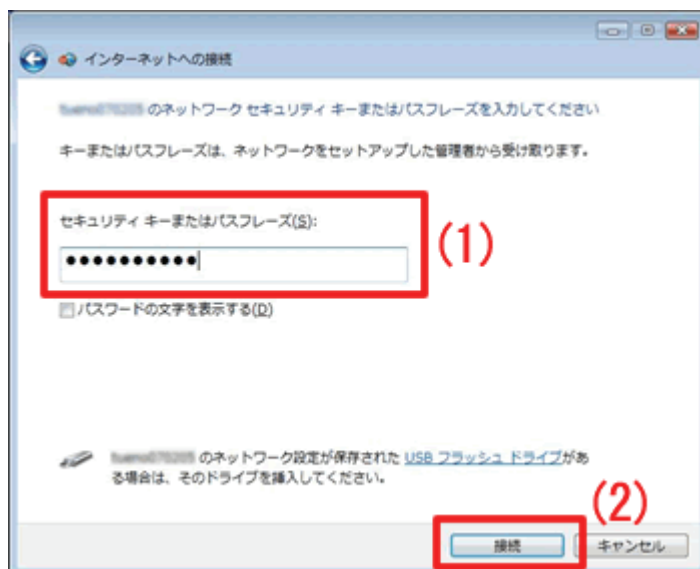 インターネットへの接続
のネットワーク セキュリティ キーまたはパスフレーズを入力してください
キーまたはパスフレーズは、ネットワークをセットアップした管理者から受け取ります。
セキュリティ キーまたはパスフレーズ(S):
●●●●●●●●●●
(1)
パスワードの文字を表示する(D)
のネットワーク設定が保存された USB フラッシュ ドライブがあ
る場合は、そのドライブを挿入してください。
(2)
接続
キャンセル